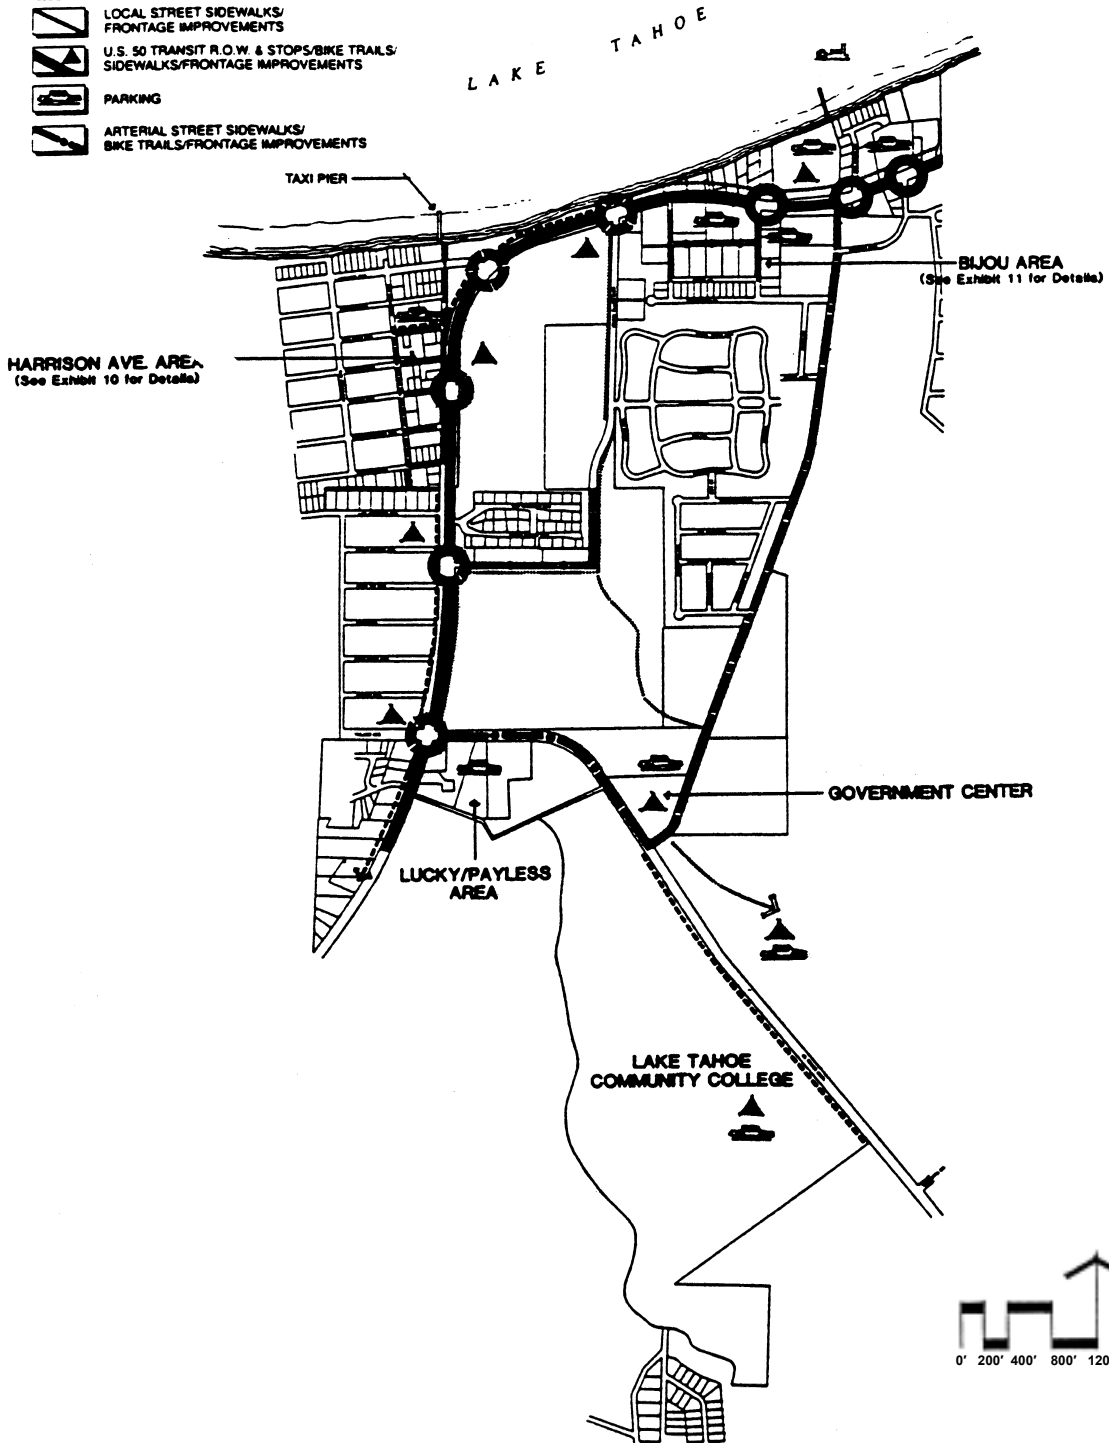 LOCAL STREET SIDEWALKS/
FRONTAGE IMPROVEMENTS
U.S. 50 TRANSIT R.O.W. & STOPS/BIKE TRAILS/
SIDEWALKS/FRONTAGE IMPROVEMENTS
PARKING
ARTERIAL STREET SIDEWALKS/
BIKE TRAILS/FRONTAGE IMPROVEMENTS
LAKE TAHOE
TAXI PIER
BIJOU AREA
(See Exhibit 11 for Details)
HARRISON AVE. AREA
(See Exhibit 10 for Details)
GOVERNMENT CENTER
LUCKY/PAYLESS
AREA
LAKE TAHOE
COMMUNITY COLLEGE
0' 200' 400' 800' 120